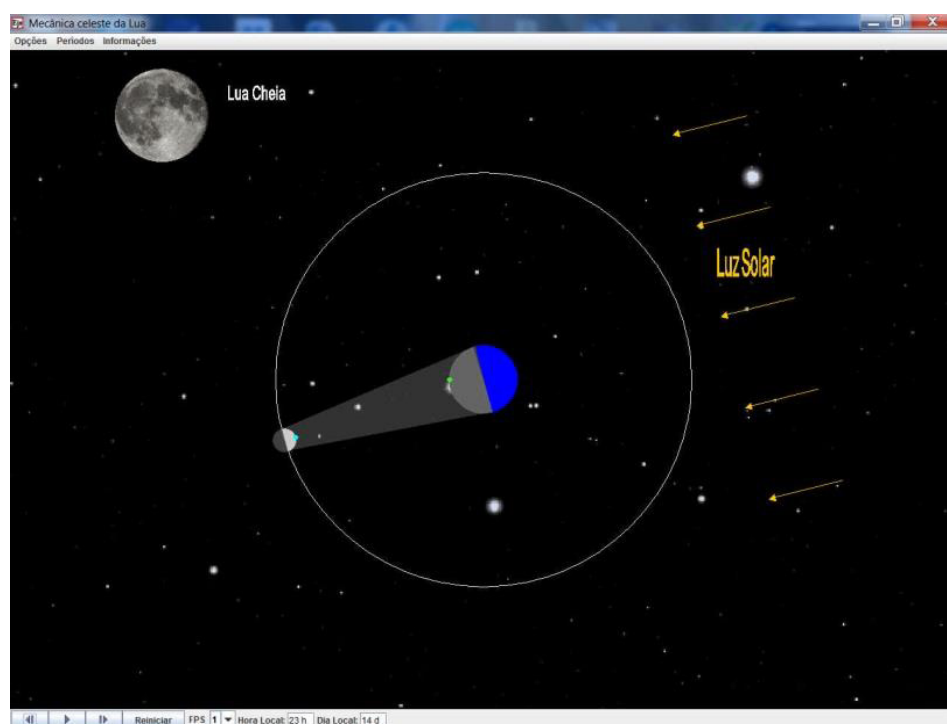 Mecânica celeste da Lua
Opções Períodos Informações
Lua Cheia
Luz Solar
Reiniciar FPS 1 Hora Local: 23 h Dia Local: 14 d